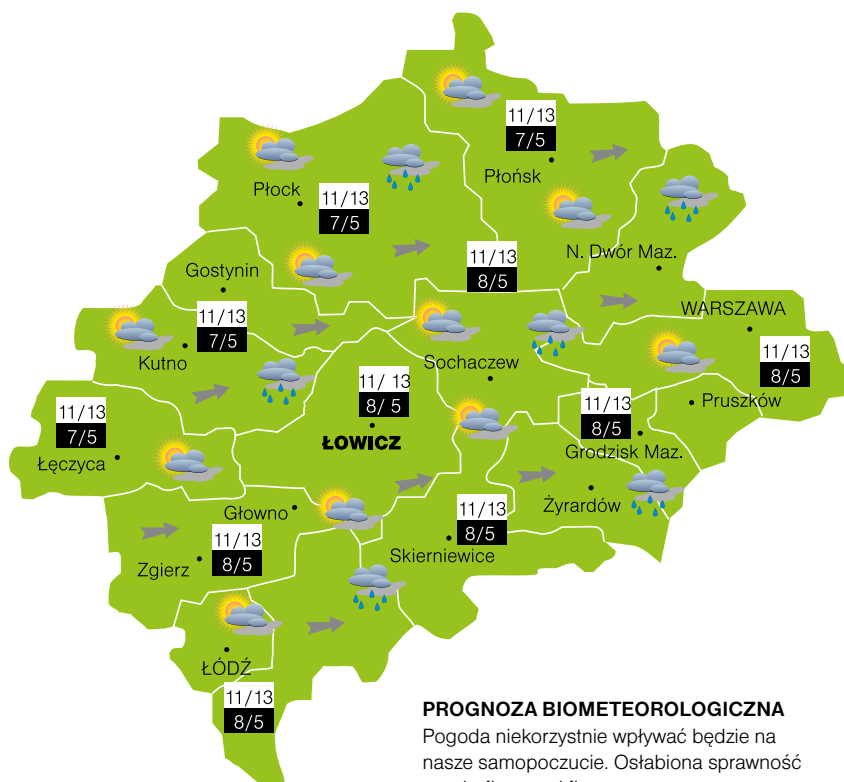 11/13
7/5
Płońsk
Płock
11/13
7/5
N. Dwór Maz.
11/13
8/5
Gostynin
WARSZAWA
11/13
7/5
Kutno
Sochaczew
11/13
8/5
11/ 13
8/ 5
ŁOWICZ
Pruszków
11/13
8/5
Grodzisk Maz.
11/13
7/5
Łęczyca
Żyrardów
Głowno
11/13
8/5
Skierniewice
11/13
8/5
Zgierz
ŁÓDŹ
11/13
8/5
PROGNOZA BIOMETEOROLOGICZNA
Pogoda niekorzystnie wpływać będzie na
nasze samopoczucie. Osłabiona sprawność